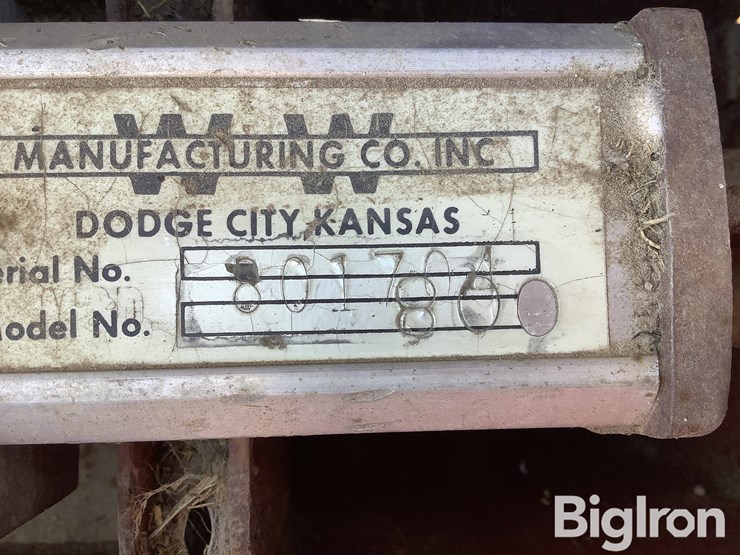 W W
MANUFACTURING CO. INC
DODGE CITY, KANSAS
erial No.
odel No.
BigIron